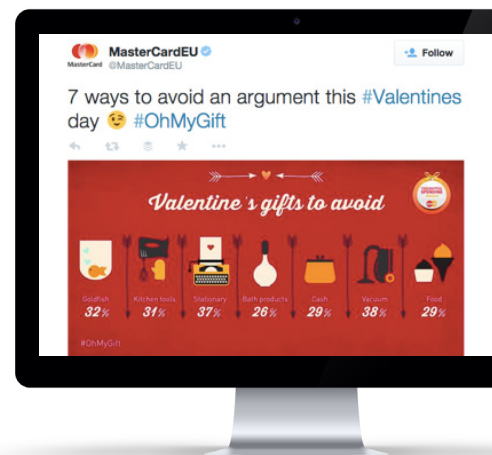 MasterCardEU
MasterCard @MasterCardEU
Follow
7 ways to avoid an argument this #Valentines
day 😉 #OhMyGift
Valentine's gifts to avoid
Goldfish Kitchen tools Stationary Bath products Cash Vacuum Food
32% 31% 37% 26% 29% 38% 29%
#OhMyGift